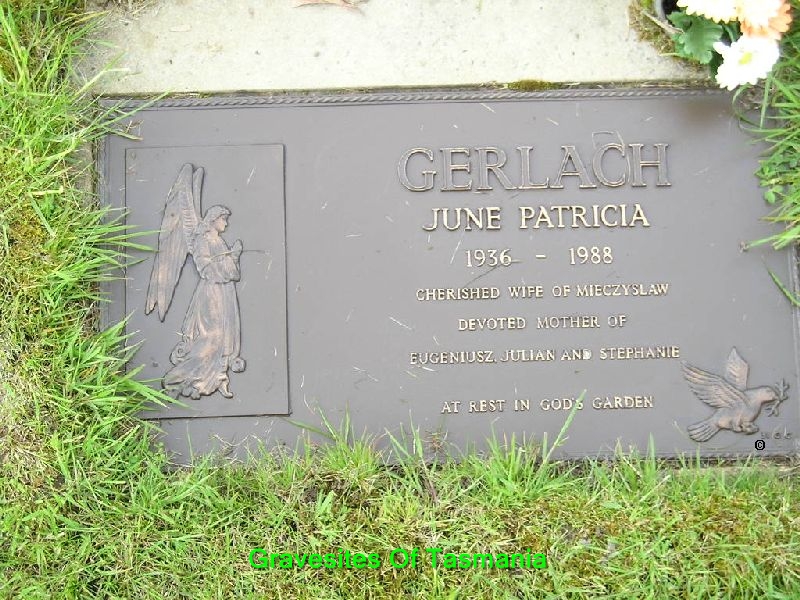 GERLACH
JUNE PATRICIA
1936 - 1988
CHERISHED WIFE OF MIECZYSLAW
DEVOTED MOTHER OF
EUGENIUSZ, JULIAN AND STEPHANIE
AT REST IN GOD'S GARDEN
©
Gravesites Of Tasmania